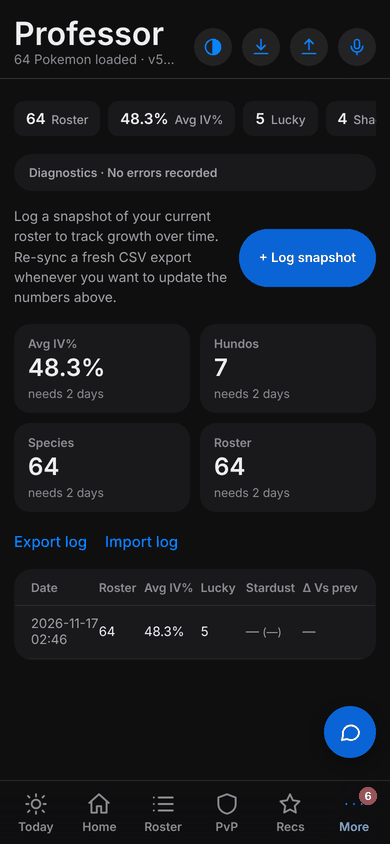 Professor
64 Pokemon loaded · v5...
64 Roster
48.3% Avg IV%
5 Lucky
4 Sha
Diagnostics · No errors recorded
Log a snapshot of your current
roster to track growth over time.
Re-sync a fresh CSV export
whenever you want to update the
numbers above.
+ Log snapshot
Avg IV%
48.3%
needs 2 days
Hundos
7
needs 2 days
Species
64
needs 2 days
Roster
64
needs 2 days
Export log Import log
Date Roster Avg IV% Lucky Stardust Δ Vs prev
2026-11-17 64 48.3% 5 — (—) —
02:46
6
Today Home Roster PvP Recs More